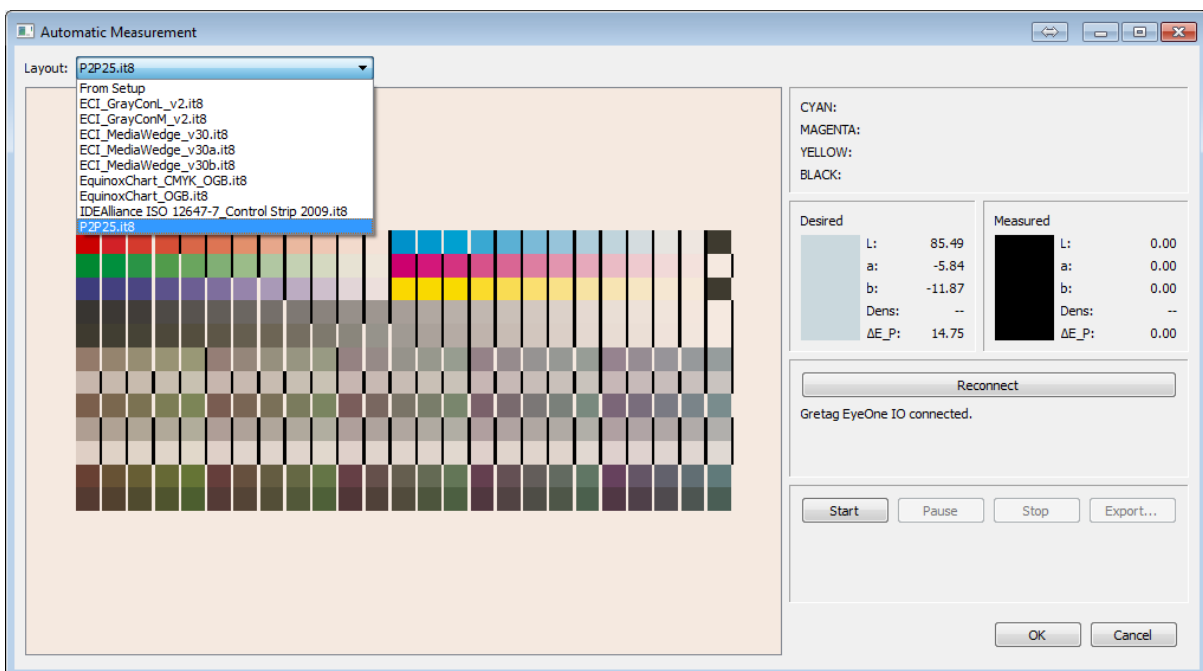 Automatic Measurement
Layout: P2P25.it8
From Setup
ECI_GrayConL_v2.it8
ECI_GrayConM_v2.it8
ECI_MediaWedge_v30.it8
ECI_MediaWedge_v30a.it8
ECI_MediaWedge_v30b.it8
EquinoxChart_CMYK_OGB.it8
EquinoxChart_OGB.it8
IDEAlliance ISO 12647-7_Control Strip 2009.it8
P2P25.it8
CYAN:
MAGENTA:
YELLOW:
BLACK:
Desired
L: 85.49
a: -5.84
b: -11.87
Dens: --
ΔE_P: 14.75
Measured
L: 0.00
a: 0.00
b: 0.00
Dens: --
ΔE_P: 0.00
Reconnect
Gretag EyeOne IO connected.
Start Pause Stop Export...
OK Cancel